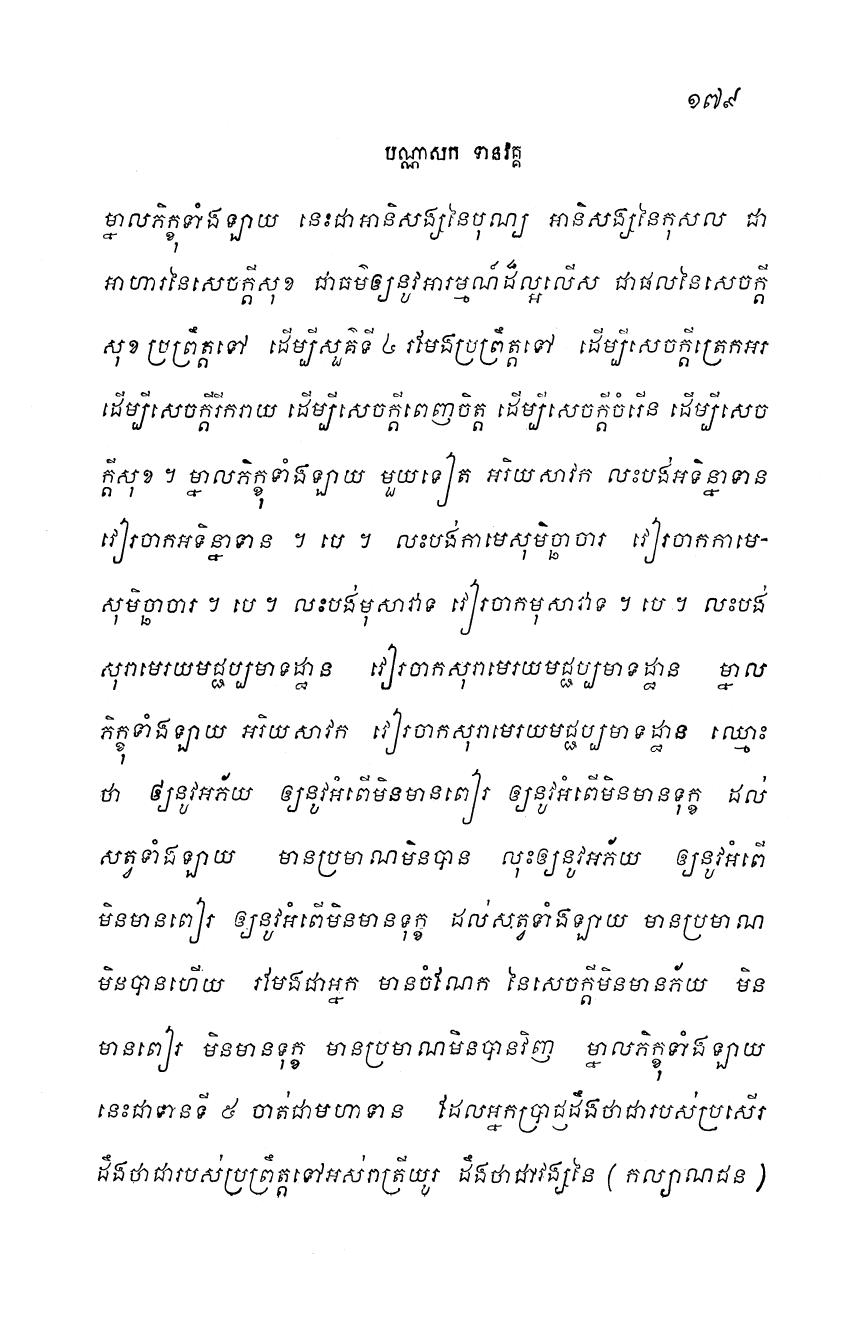 ១៧៩
បណ្ណាសក ទានវគ្គ
ម្នាលភិក្ខុទាំងឡាយ នេះជាអានិសង្សនៃបុណ្យ អានិសង្សនៃកុសល ជា
អាហារនៃសេចក្តីសុខ ជាធម៌ឲ្យនូវអារម្មណ៍ដ៏ល្អលើស ជាផលនៃសេចក្តី
សុខ ប្រព្រឹត្តទៅ ដើម្បីសួគ៌ទី ៤ រមែងប្រព្រឹត្តទៅ ដើម្បីសេចក្តីត្រេកអរ
ដើម្បីសេចក្តីរីករាយ ដើម្បីសេចក្តីពេញចិត្ត ដើម្បីសេចក្តីចំរើន ដើម្បីសេច
ក្តីសុខ ។ ម្នាលភិក្ខុទាំងឡាយ មួយទៀត អរិយសាវក លះបង់អទិន្នាទាន
វៀរចាកអទិន្នាទាន ។ បេ ។ លះបង់កាមេសុមិច្ឆាចារ វៀរចាកកាមេ-
សុមិច្ឆាចារ ។ បេ ។ លះបង់មុសាវាទ វៀរចាកមុសាវាទ ។ បេ ។ លះបង់
សុរាមេរយមជ្ជប្បមាទដ្ឋាន វៀរចាកសុរាមេរយមជ្ជប្បមាទដ្ឋាន ម្នាល
ភិក្ខុទាំងឡាយ អរិយសាវក វៀរចាកសុរាមេរយមជ្ជប្បមាទដ្ឋាន ឈ្មោះ
ថា ឲ្យនូវអភ័យ ឲ្យនូវអំពើមិនមានពៀរ ឲ្យនូវអំពើមិនមានទុក្ខ ដល់
សត្វទាំងឡាយ មានប្រមាណមិនបាន លុះឲ្យនូវអភ័យ ឲ្យនូវអំពើ
មិនមានពៀរ ឲ្យនូវអំពើមិនមានទុក្ខ ដល់សត្វទាំងឡាយ មានប្រមាណ
មិនបានហើយ រមែងជាអ្នក មានចំណែក នៃសេចក្តីមិនមានភ័យ មិន
មានពៀរ មិនមានទុក្ខ មានប្រមាណមិនបានវិញ ម្នាលភិក្ខុទាំងឡាយ
នេះជាទានទី ៥ ចាត់ជាមហាទាន ដែលអ្នកប្រាជ្ញដឹងថាជារបស់ប្រសើរ
ដឹងថាជារបស់ប្រព្រឹត្តទៅអស់រាត្រីយូរ ដឹងថាជាវង្សនៃ ( កល្យាណជន )